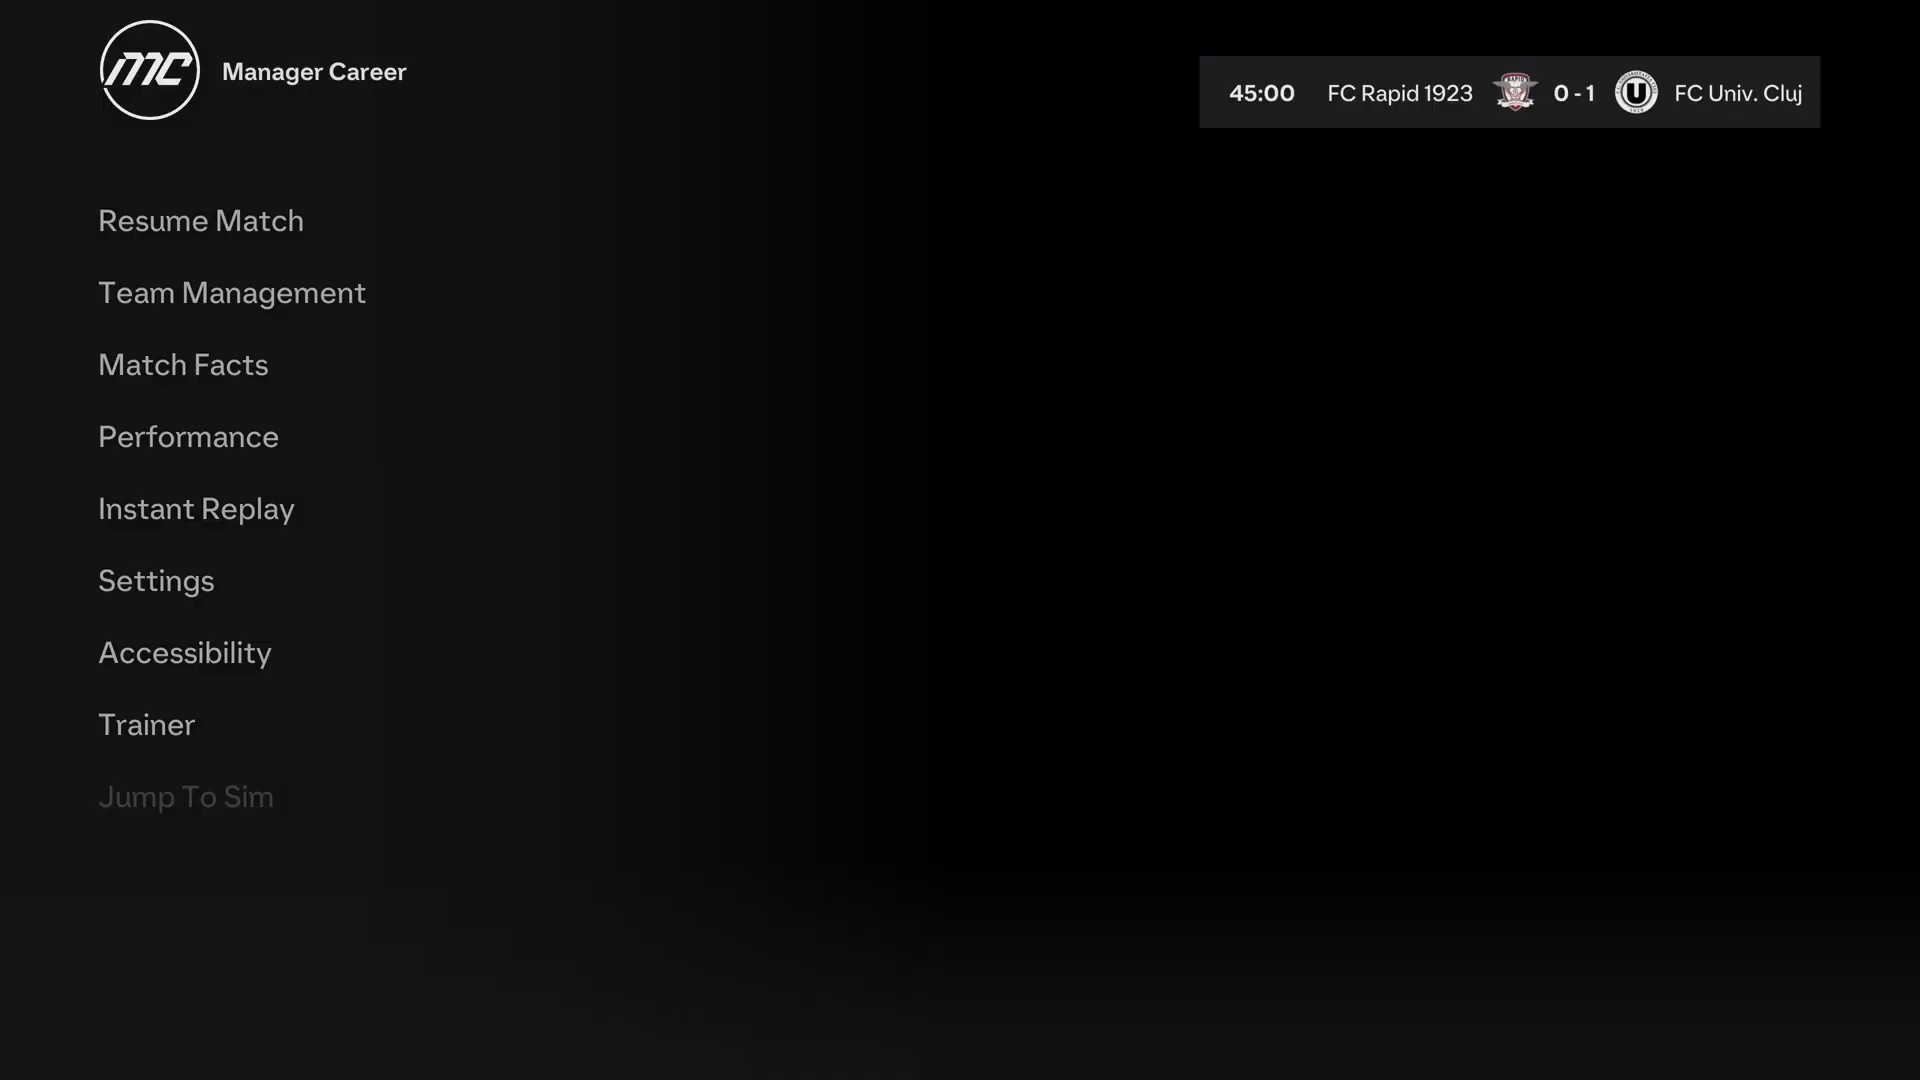 MC
Manager Career
45:00 FC Rapid 1923 0 - 1 U FC Univ. Cluj
Resume Match
Team Management
Match Facts
Performance
Instant Replay
Settings
Accessibility
Trainer
Jump To Sim